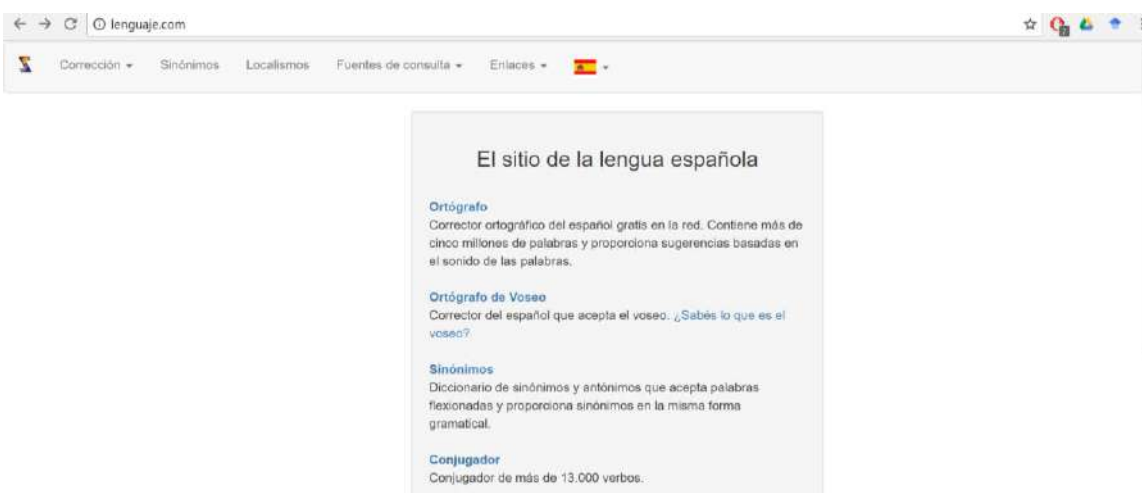 lenguaje.com
Corrección Sinónimos Localismos Fuentes de consulta Enlaces
El sitio de la lengua española
Ortógrafo
Corrector ortográfico del español gratis en la red. Contiene más de
cinco millones de palabras y proporciona sugerencias basadas en
el sonido de las palabras.
Ortógrafo de Voseo
Corrector del español que acepta el voseo. ¿Sabés lo que es el
voseo?
Sinónimos
Diccionario de sinónimos y antónimos que acepta palabras
flexionadas y proporciona sinónimos en la misma forma
gramatical.
Conjugador
Conjugador de más de 13.000 verbos.